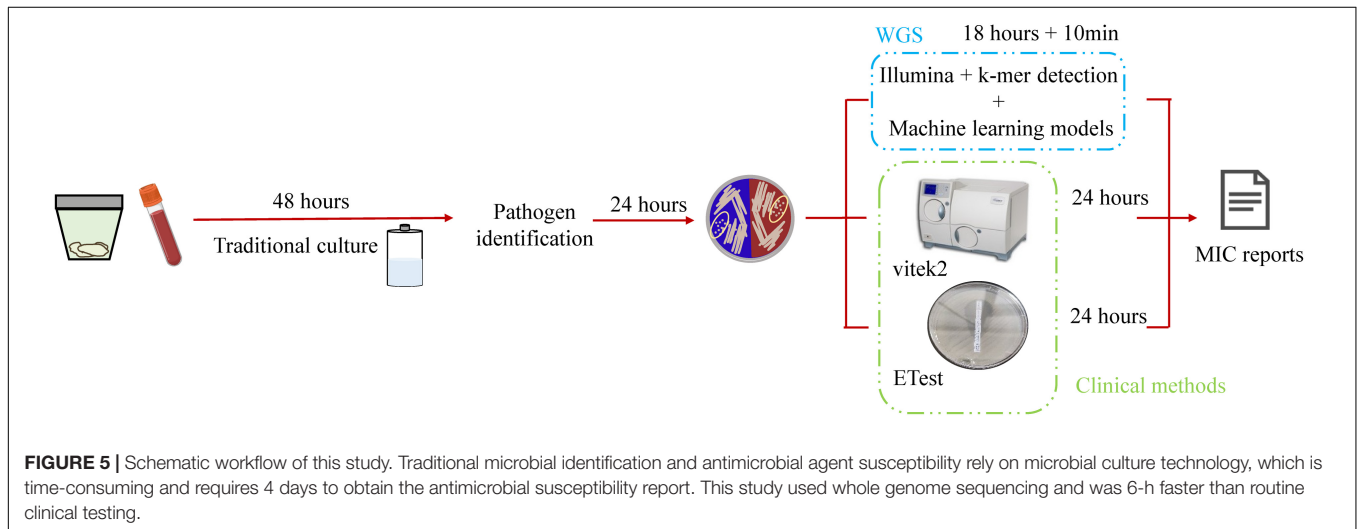 WGS 18 hours + 10min
Illumina + k-mer detection
+
Machine learning models
48 hours
Traditional culture
Pathogen
identification
24 hours
24 hours
vitek2
MIC reports
24 hours
ETest
Clinical methods
FIGURE 5 | Schematic workflow of this study. Traditional microbial identification and antimicrobial agent susceptibility rely on microbial culture technology, which is
time-consuming and requires 4 days to obtain the antimicrobial susceptibility report. This study used whole genome sequencing and was 6-h faster than routine
clinical testing.